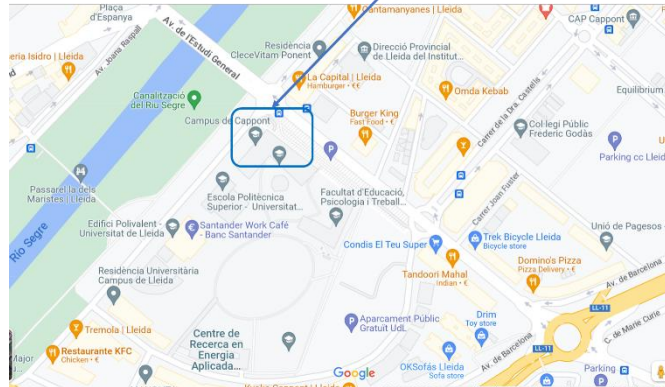 Plaça
d'Espanya
Cantamanyanes | Lleida
CAP Cappont
Av. de l'Estudi General
Residència
CleceVitam Ponent
Direcció Provincial
de Lleida del Institut...
Av. Joana Raspall
La Capital | Lleida
Hamburger • €€
Omda Kebab
Equilibrium
Canalització
del Riu Segre
Campus de Cappont
Burger King
Fast Food • €
Carrer de la Dra. Castells
Col·legi Públic
Frederic Godàs
Parking cc Lleid
Passarel·la dels
Maristes | Lleida
Escola Politècnica
Superior - Universitat...
Facultat d'Educació,
Psicologia i Treball...
Carrer Joan Fuster
Edifici Polivalent -
Universitat de Lleida
Santander Work Café
- Banc Santander
Condis El Teu Super
Trek Bicycle Lleida
Bicycle store
Unió de Pagesos
Rio Segre
Residència Universitària
Campus de Lleida
Tandoori Mahal
Indian • €
Domino's Pizza
Pizza Delivery • €
Av. de Barcelona
LL-11
Tremola | Lleida
Centre de
Recerca en
Energia
Aplicada...
Aparcament Públic
Gratuït UdL
Drim
Toy store
LL-11
C. de Marie Curie
Restaurante KFC
Chicken • €
Google
OKSofás Lleida
Sofa store
Av. de Barcelona
Parking